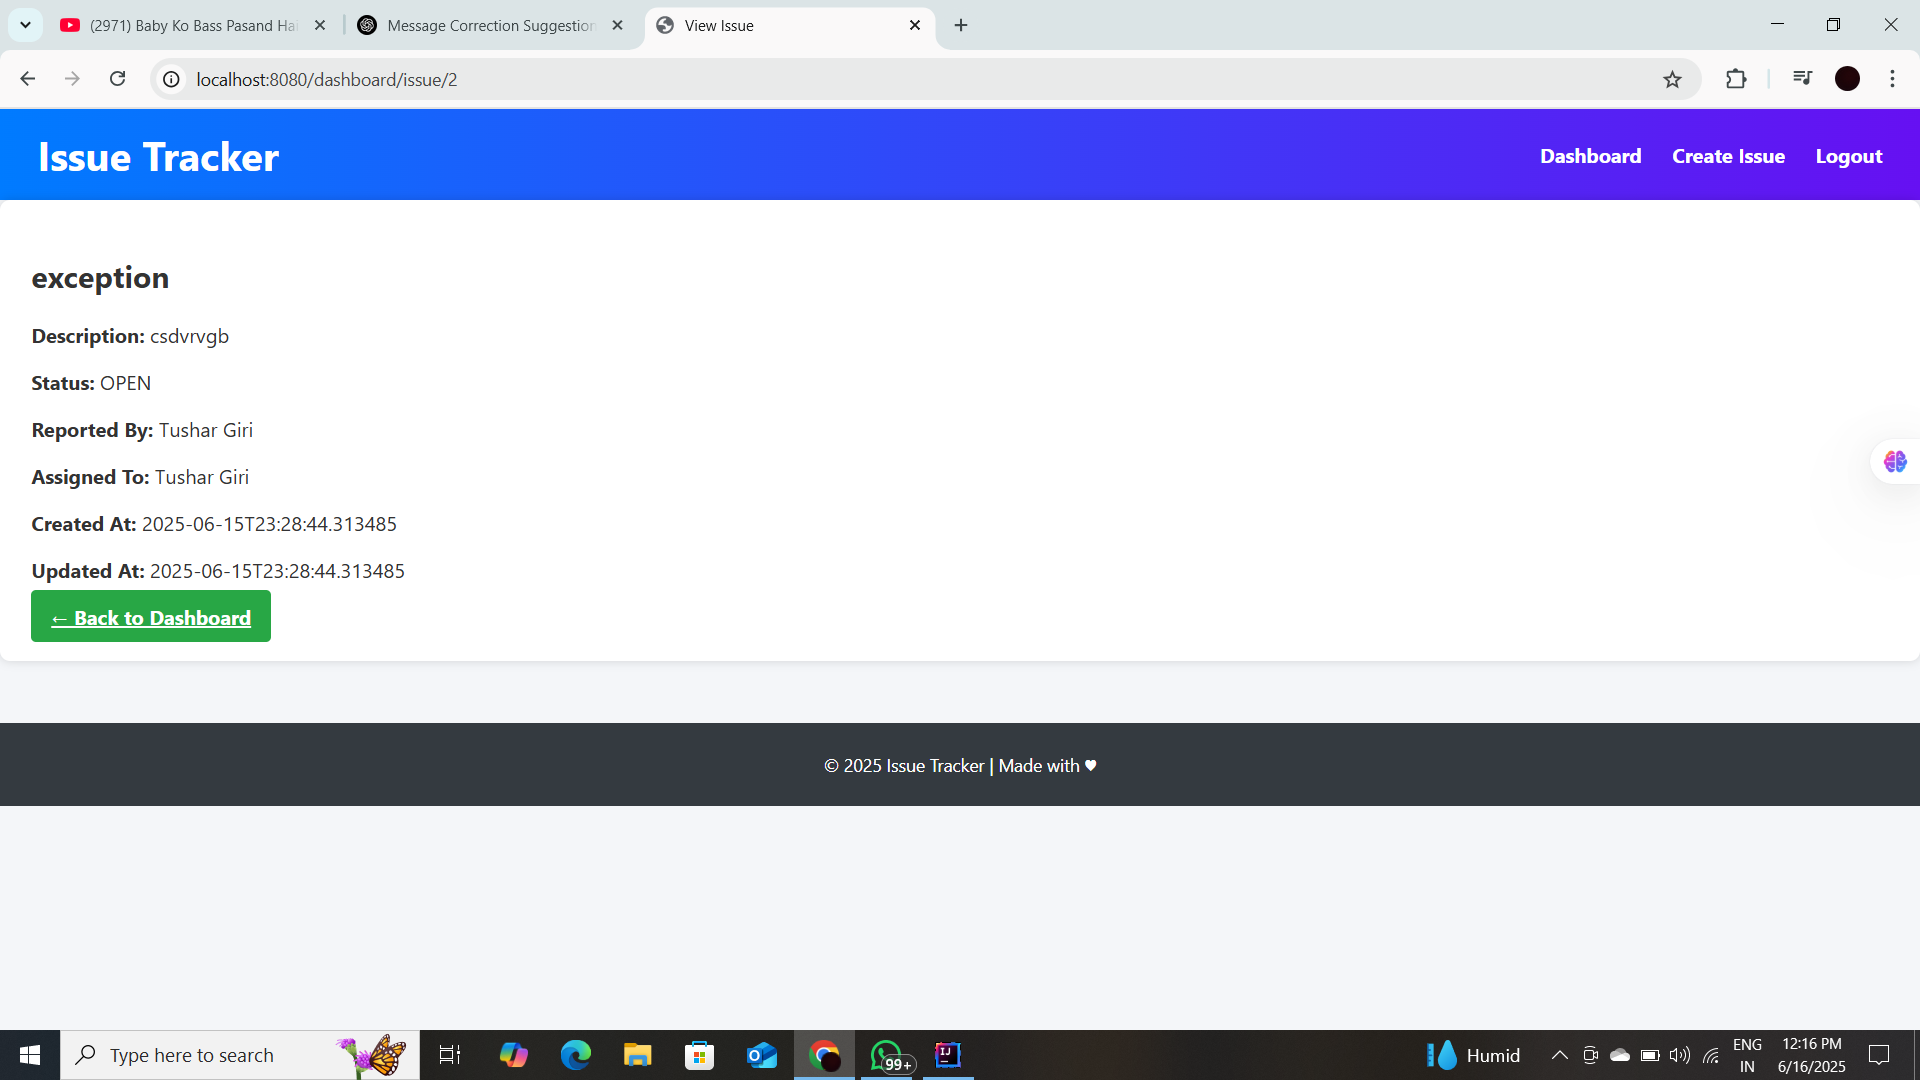 (2971) Baby Ko Bass Pasand Hai
Message Correction Suggestion
View Issue
localhost:8080/dashboard/issue/2
Issue Tracker
Dashboard
Create Issue
Logout
exception
Description: csdvrvgb
Status: OPEN
Reported By: Tushar Giri
Assigned To: Tushar Giri
Created At: 2025-06-15T23:28:44.313485
Updated At: 2025-06-15T23:28:44.313485
← Back to Dashboard
© 2025 Issue Tracker | Made with ♥
Type here to search
99+
Humid
ENG
IN
12:16 PM
6/16/2025